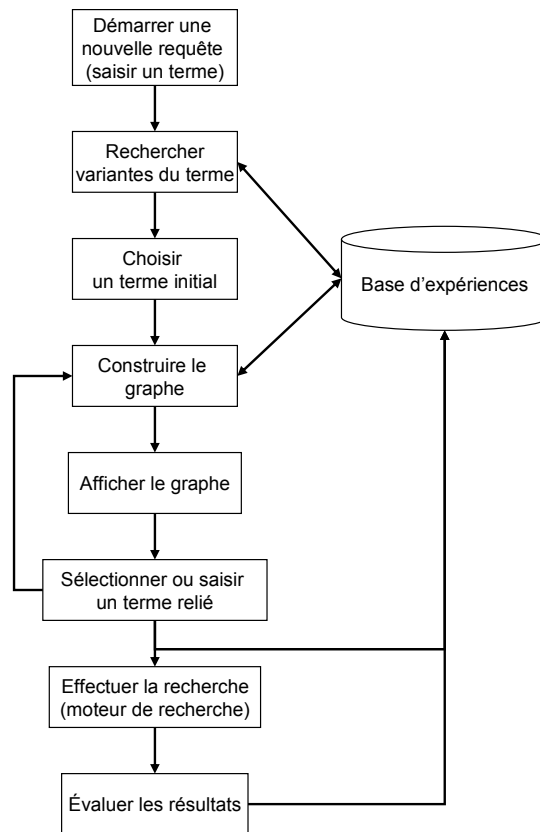 Démarrer une
nouvelle requête
(saisir un terme)
Rechercher
variantes du terme
Choisir
un terme initial
Base d’expériences
Construire le
graphe
Afficher le graphe
Sélectionner ou saisir
un terme relié
Effectuer la recherche
(moteur de recherche)
Évaluer les résultats